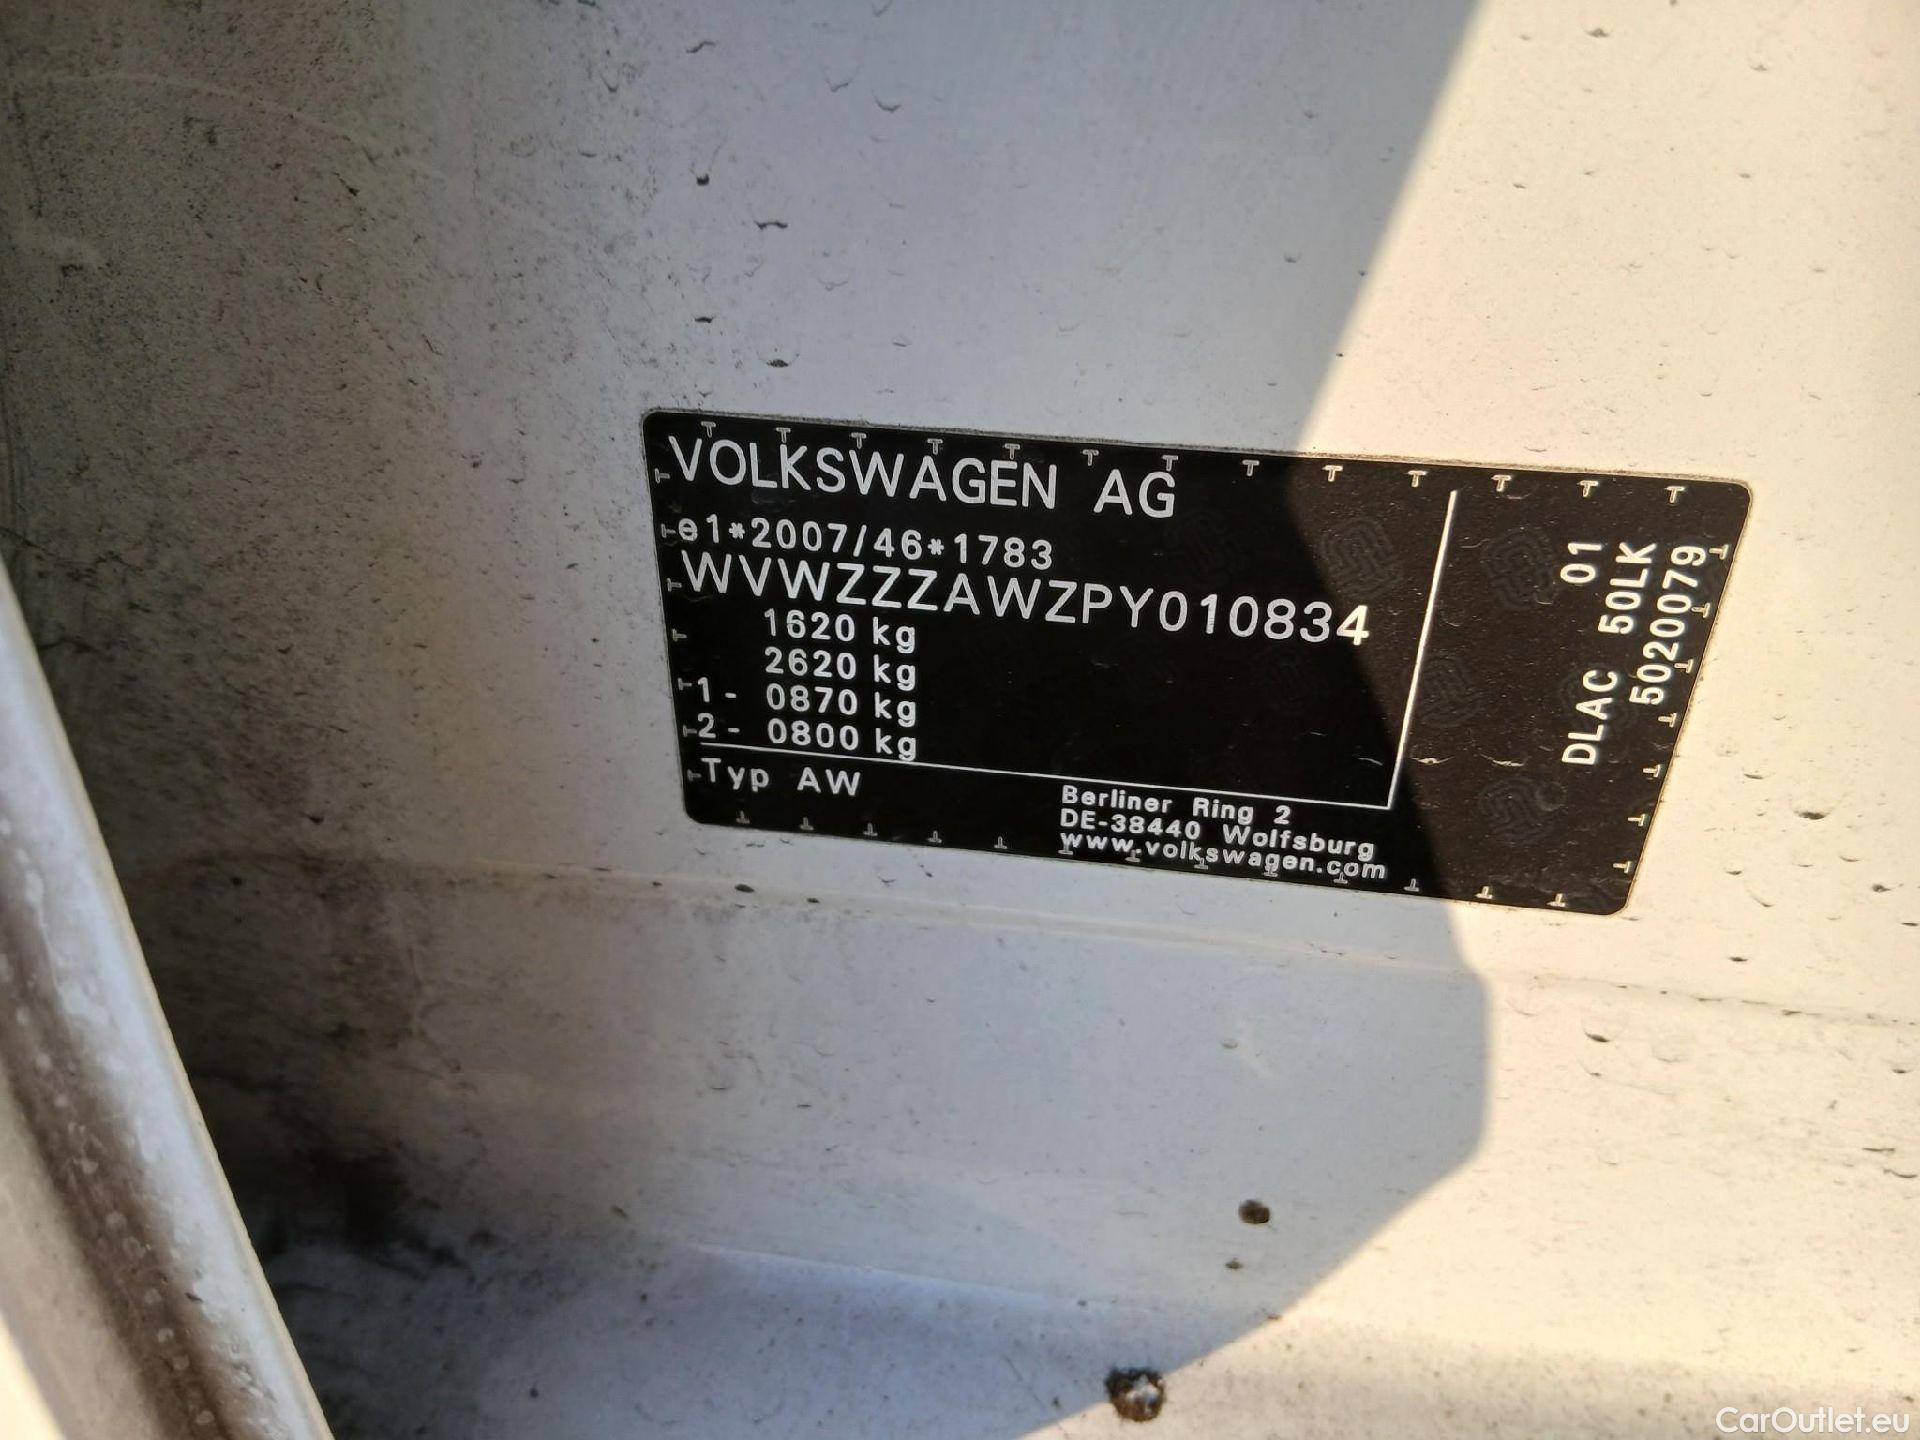 VOLKSWAGEN AG
e1*2007/46*1783
WVWZZZAWZPY010834
1620 kg
2620 kg
1- 0870 kg
2- 0800 kg
Typ AW
Berliner Ring 2
DE-38440 Wolfsburg
www.volkswagen.com
01
DLAC 50LK
50200079
CarOutlet.eu